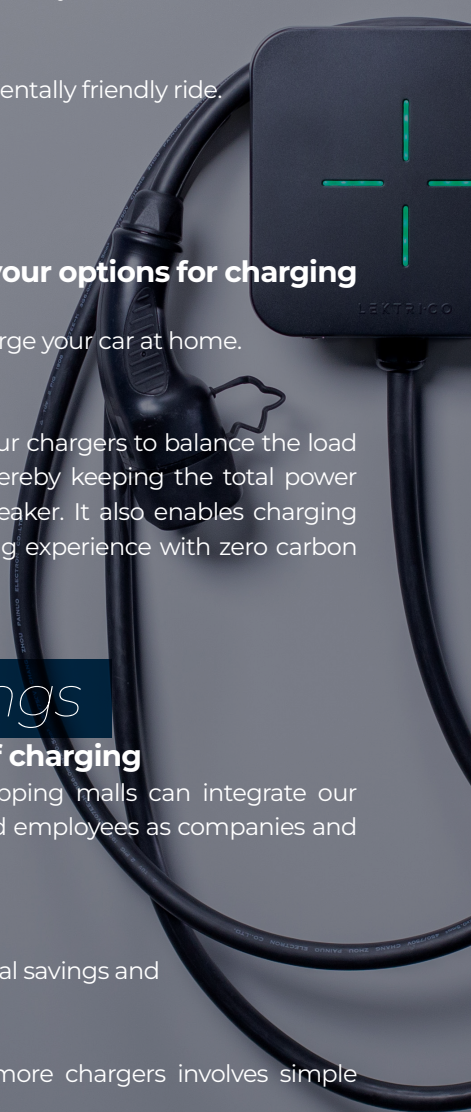 entally friendly ride.
your options for charging
LEKTRICO
rge your car at home.
ur chargers to balance the load
ereby keeping the total power
eaker. It also enables charging
g experience with zero carbon
ngs
f charging
pping malls can integrate our
d employees as companies and
al savings and
more chargers involves simple